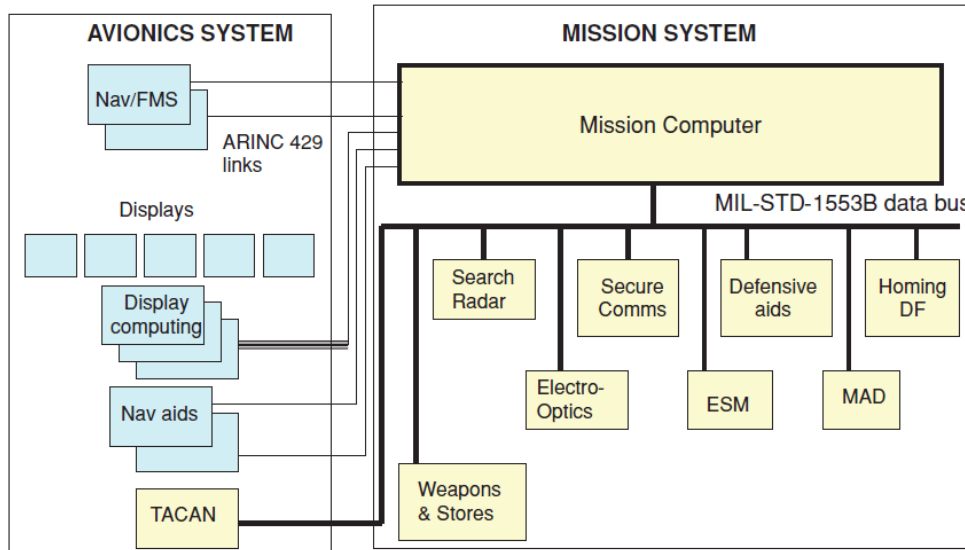 AVIONICS SYSTEM
MISSION SYSTEM
Nav/FMS
ARINC 429
links
Mission Computer
MIL-STD-1553B data bus
Displays
Search
Radar
Secure
Comms
Defensive
aids
Homing
DF
Display
computing
Electro-
Optics
ESM
MAD
Nav aids
Weapons
& Stores
TACAN